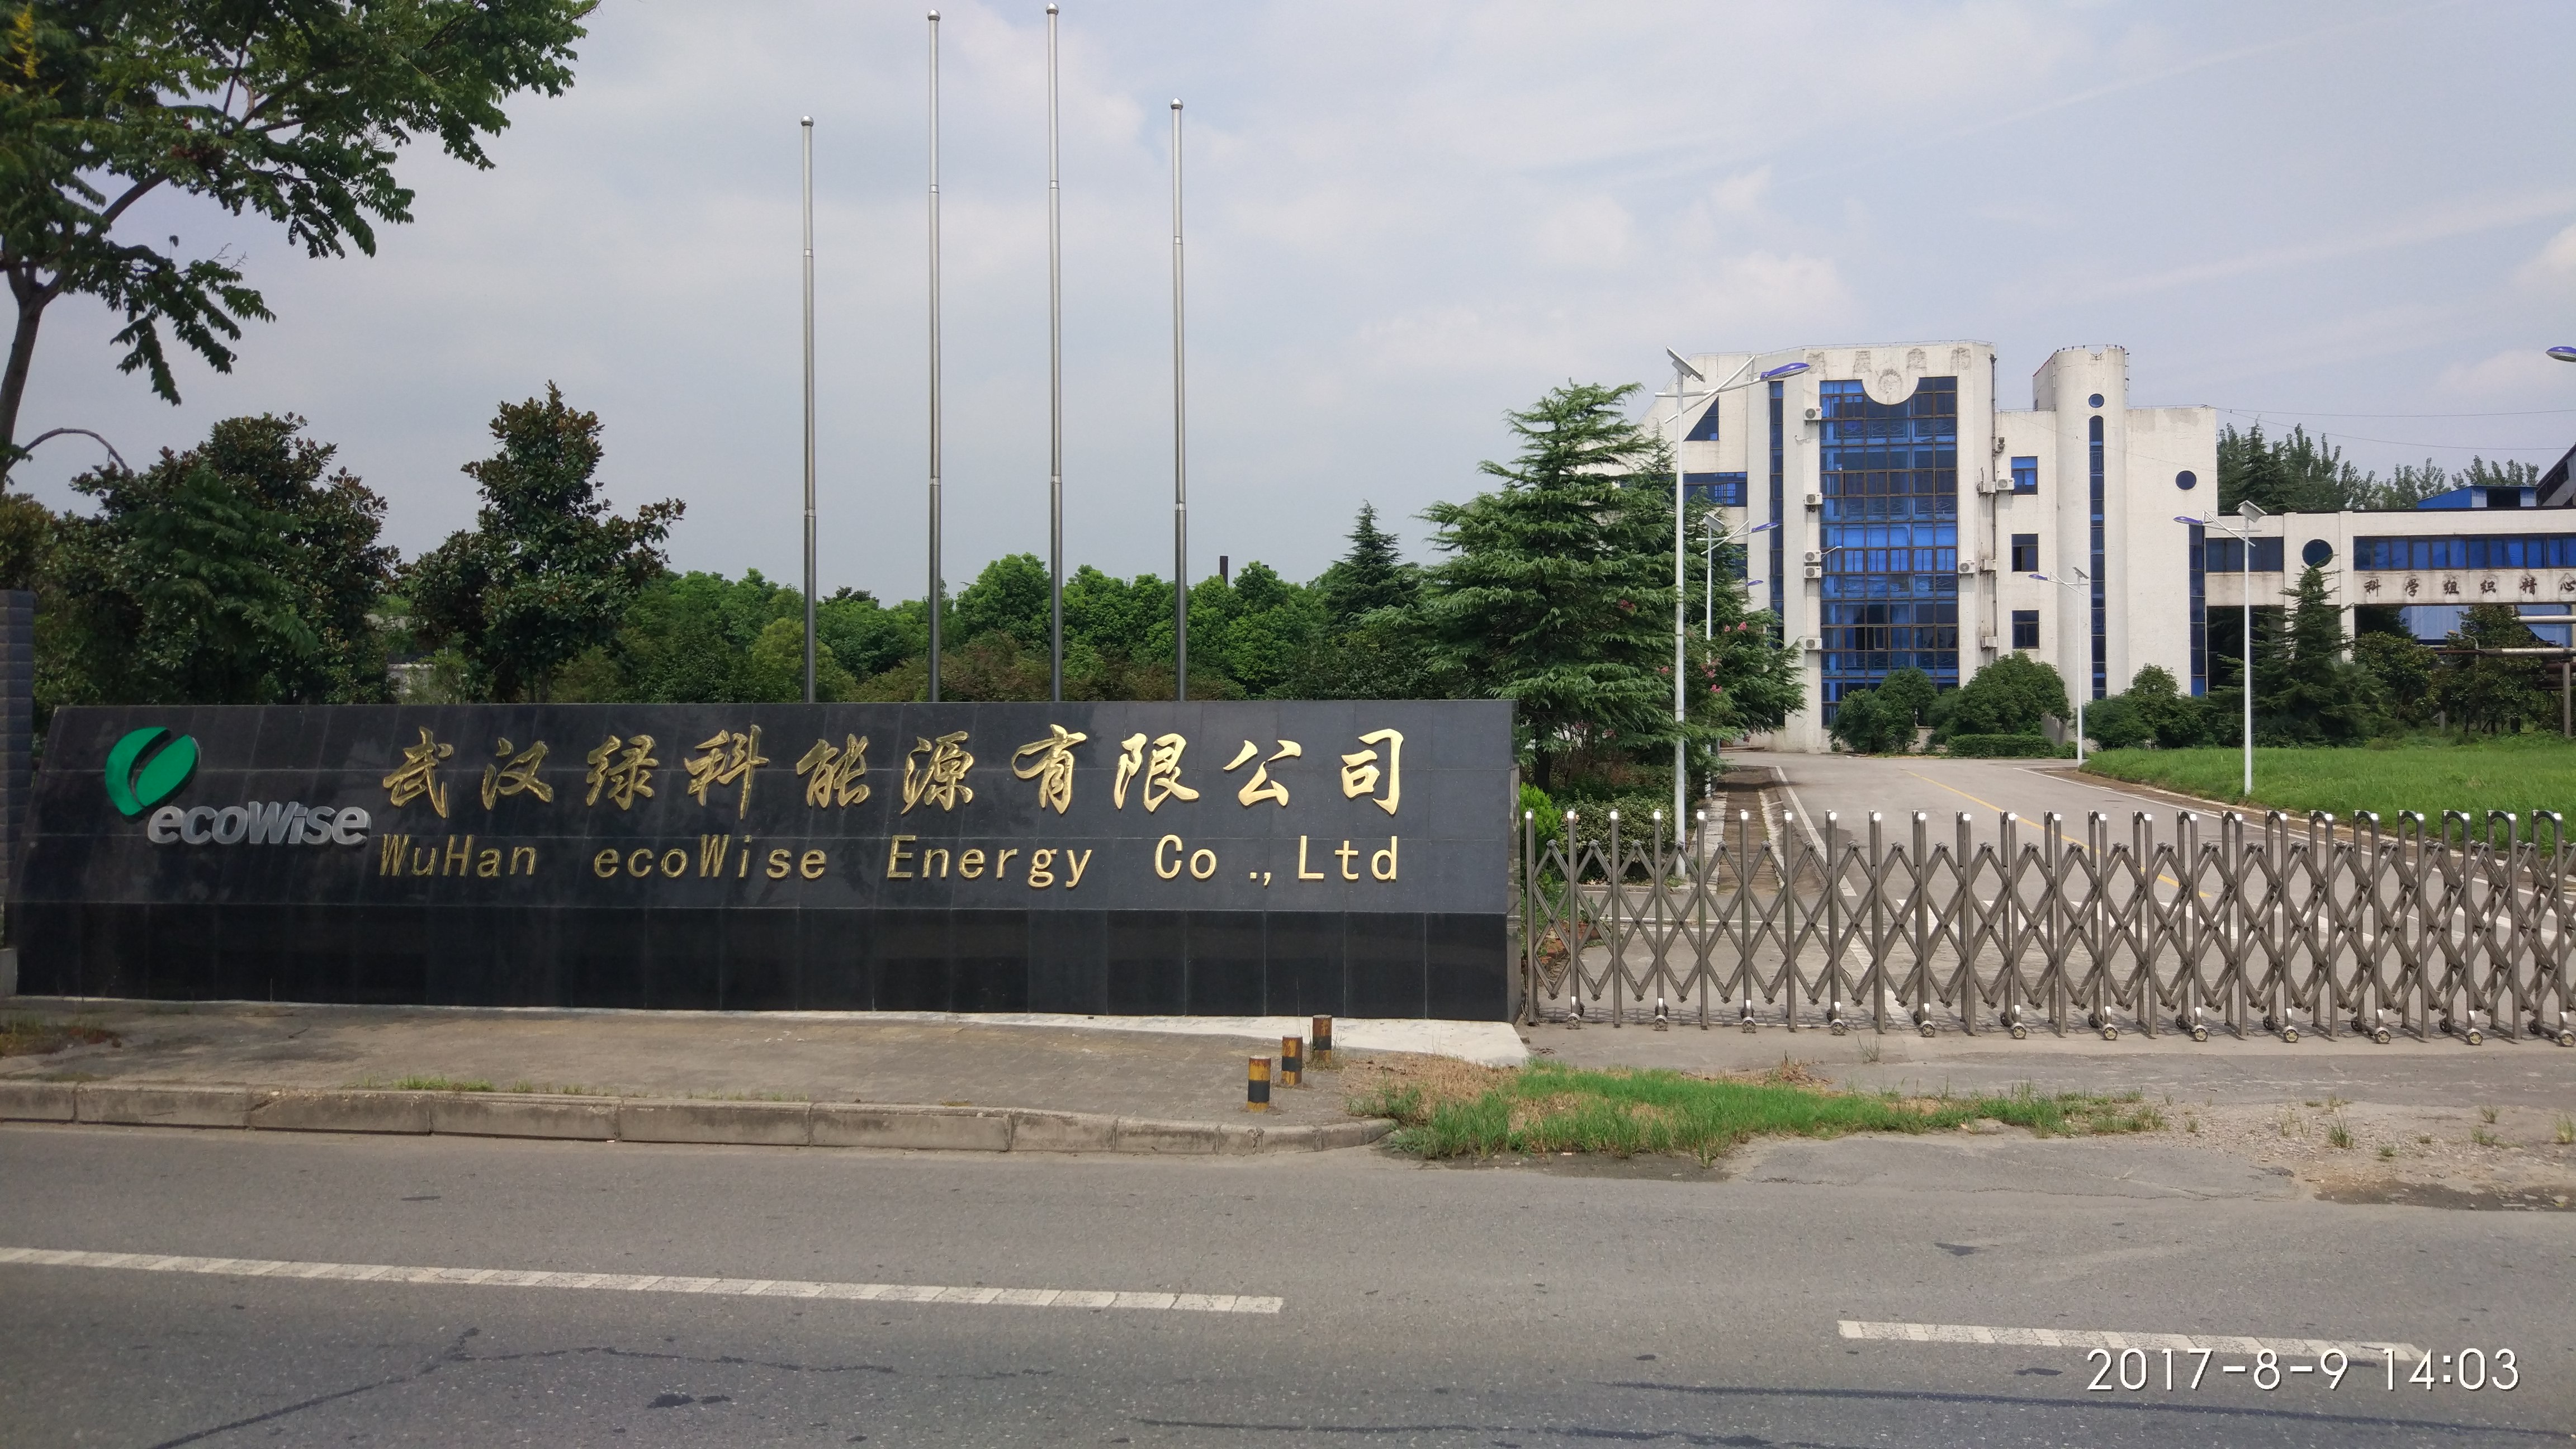 ecoWise
武汉绿科能源有限公司
WuHan ecoWise Energy Co., Ltd
科学组织精心
2017-8-9 14:03